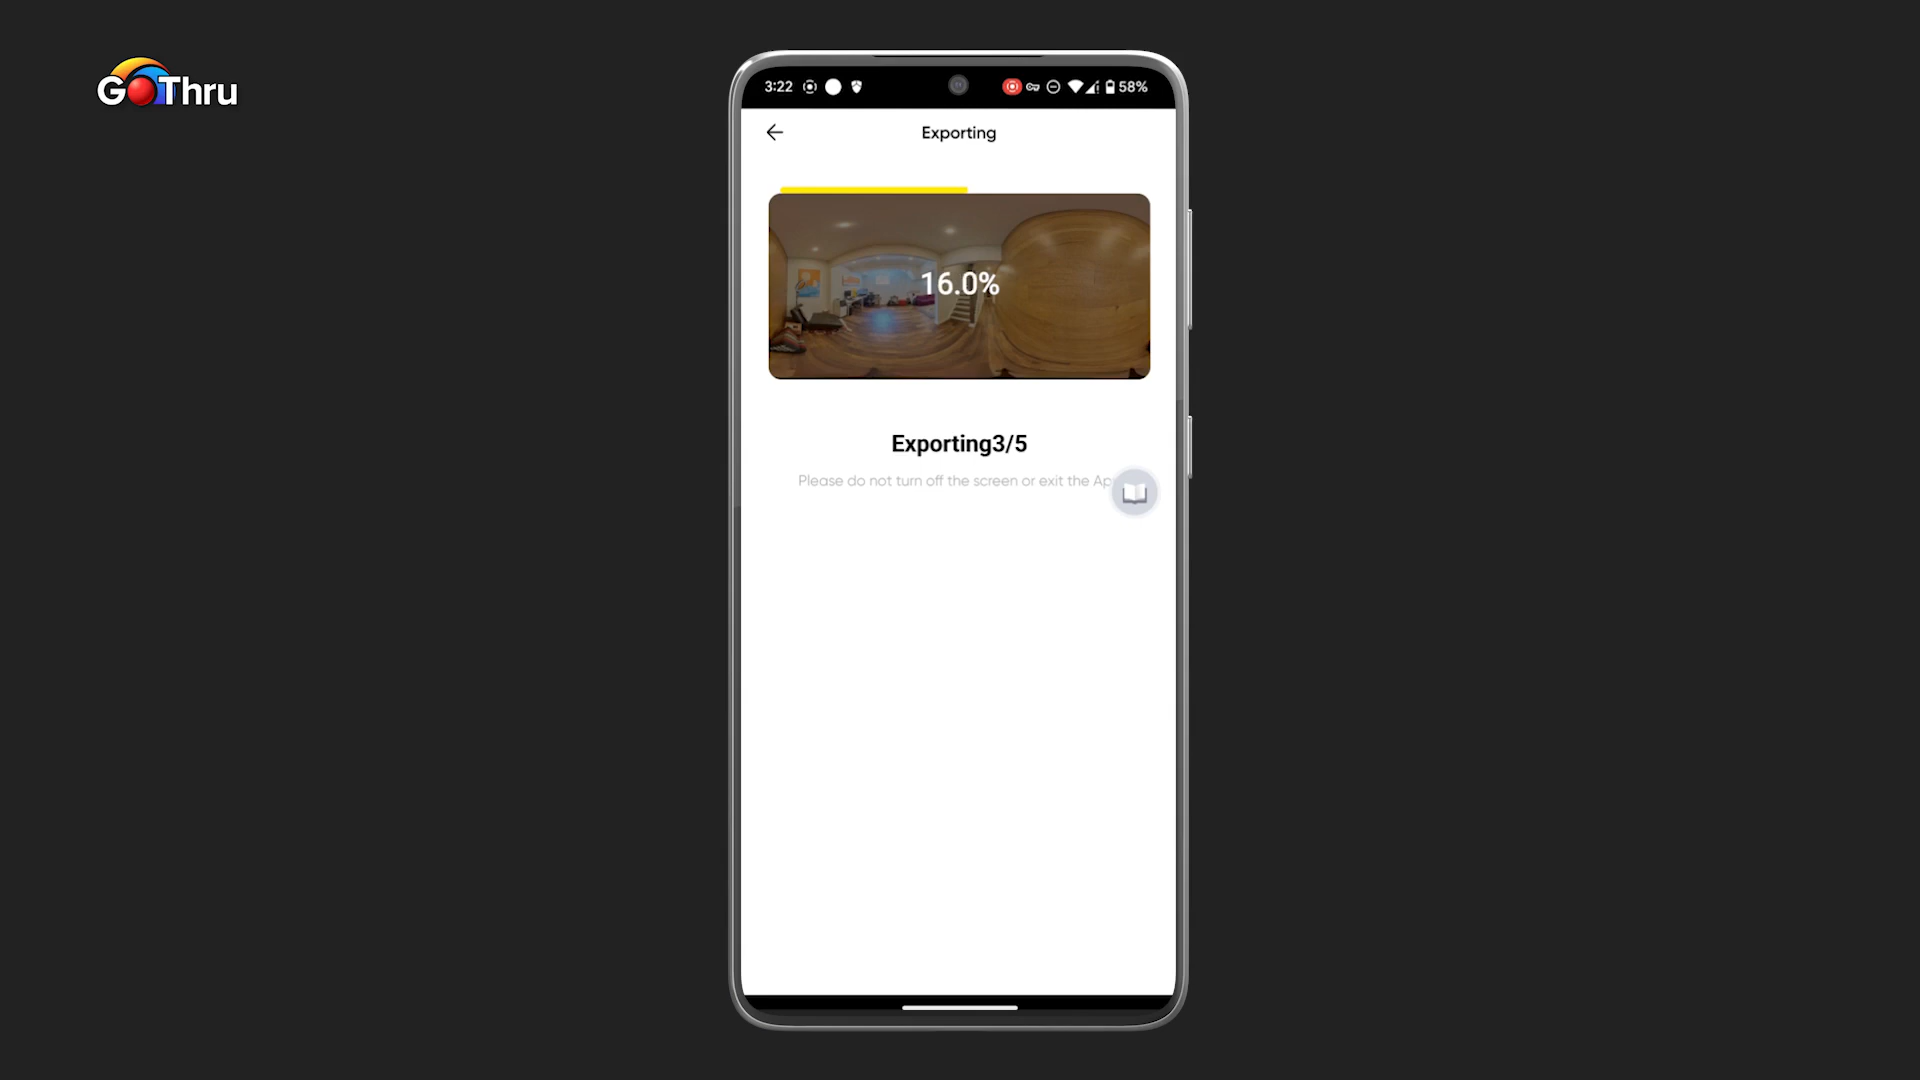 GoThru
3:22
58%
Exporting
16.0%
Exporting3/5
Please do not turn off the screen or exit the